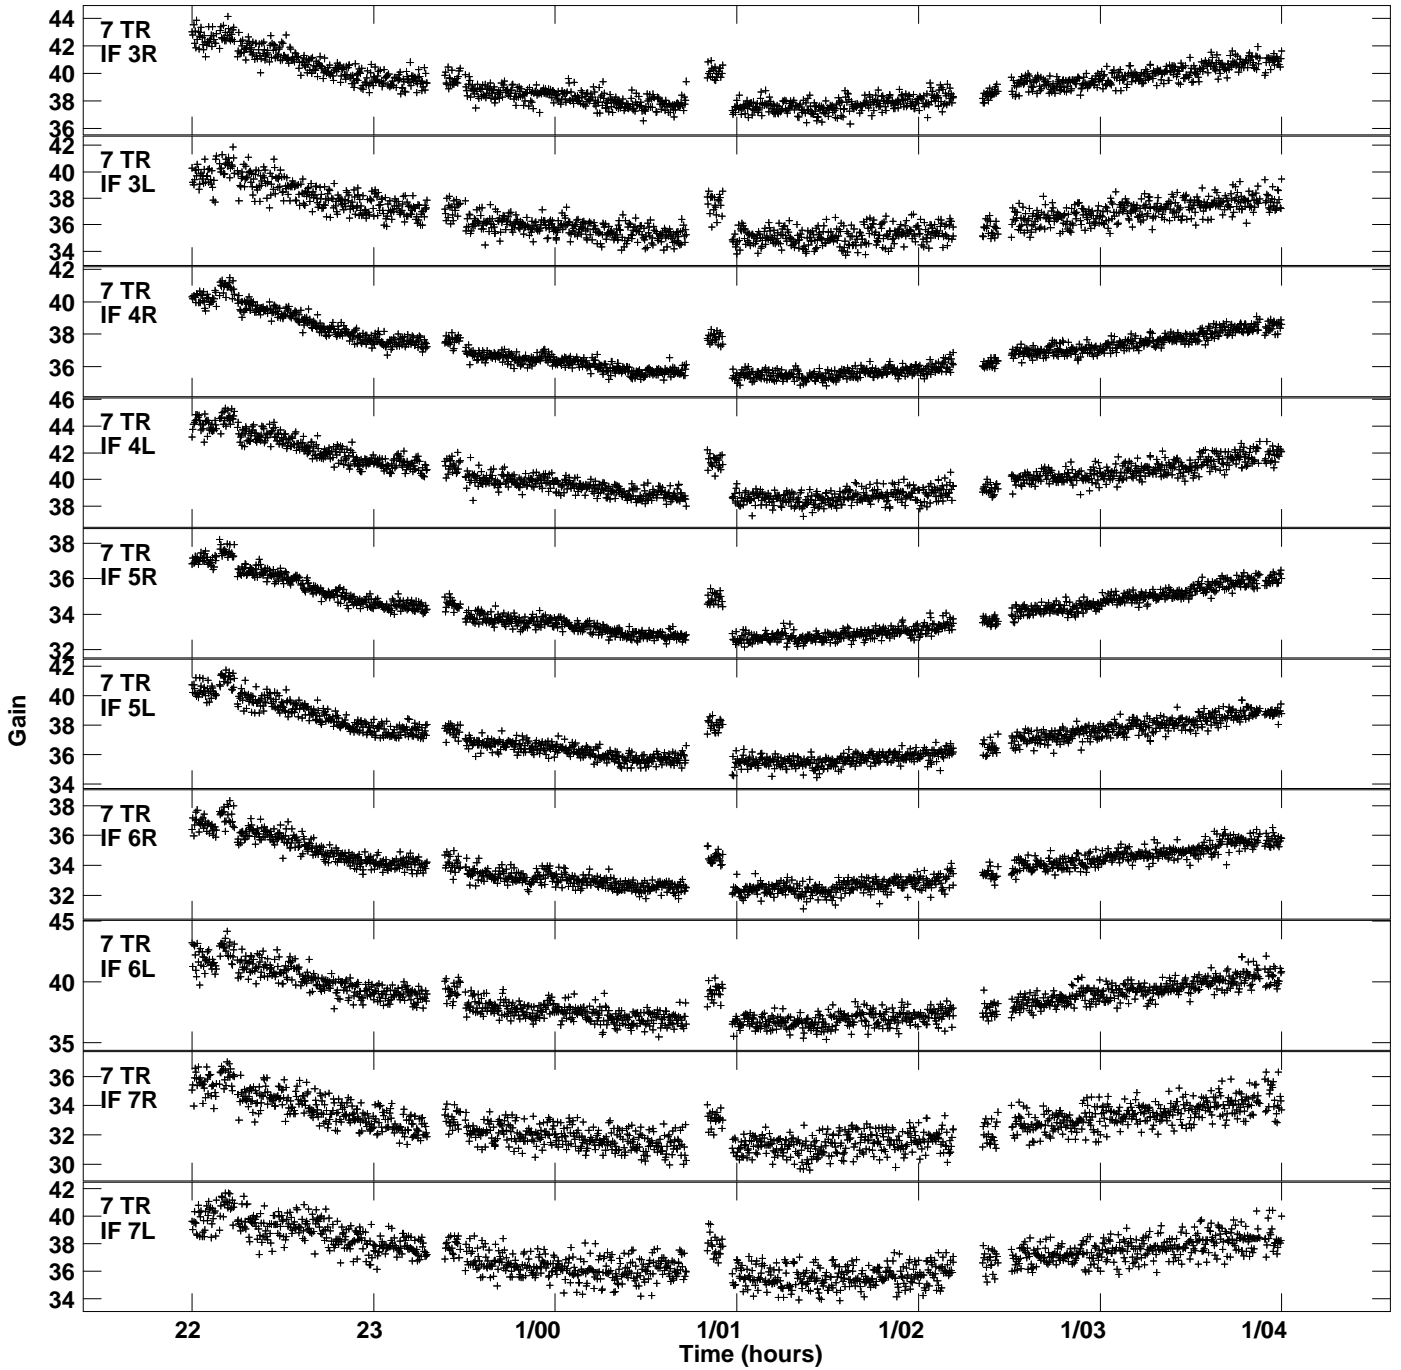 44
42
40
38
36
7 TR
IF 3R
42
40
38
36
34
7 TR
IF 3L
42
40
38
36
7 TR
IF 4R
46
44
42
40
38
7 TR
IF 4L
38
36
34
32
7 TR
IF 5R
42
40
38
36
34
7 TR
IF 5L
38
36
34
32
7 TR
IF 6R
45
40
35
7 TR
IF 6L
36
34
32
30
7 TR
IF 7R
42
40
38
36
34
7 TR
IF 7L
Gain
22 23 1/00 1/01 1/02 1/03 1/04
Time (hours)